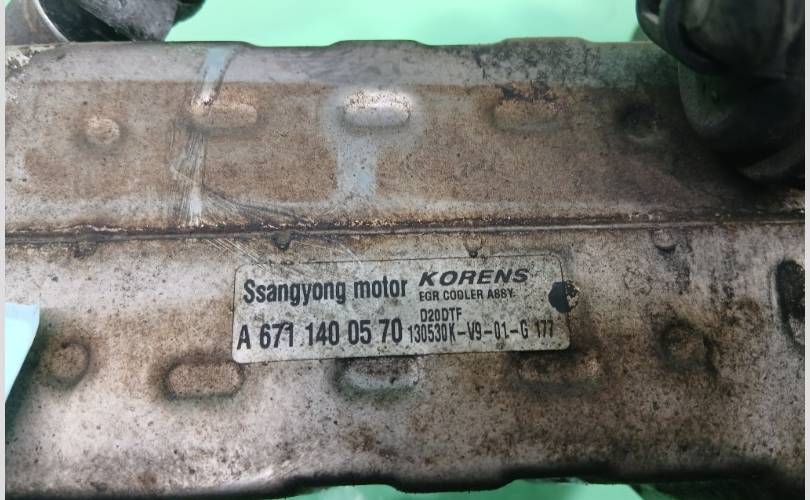 Ssangyong motor KORENS
EGR COOLER ASSY
D20DTF
A 671 140 05 70 130530K-V9-01-G 177